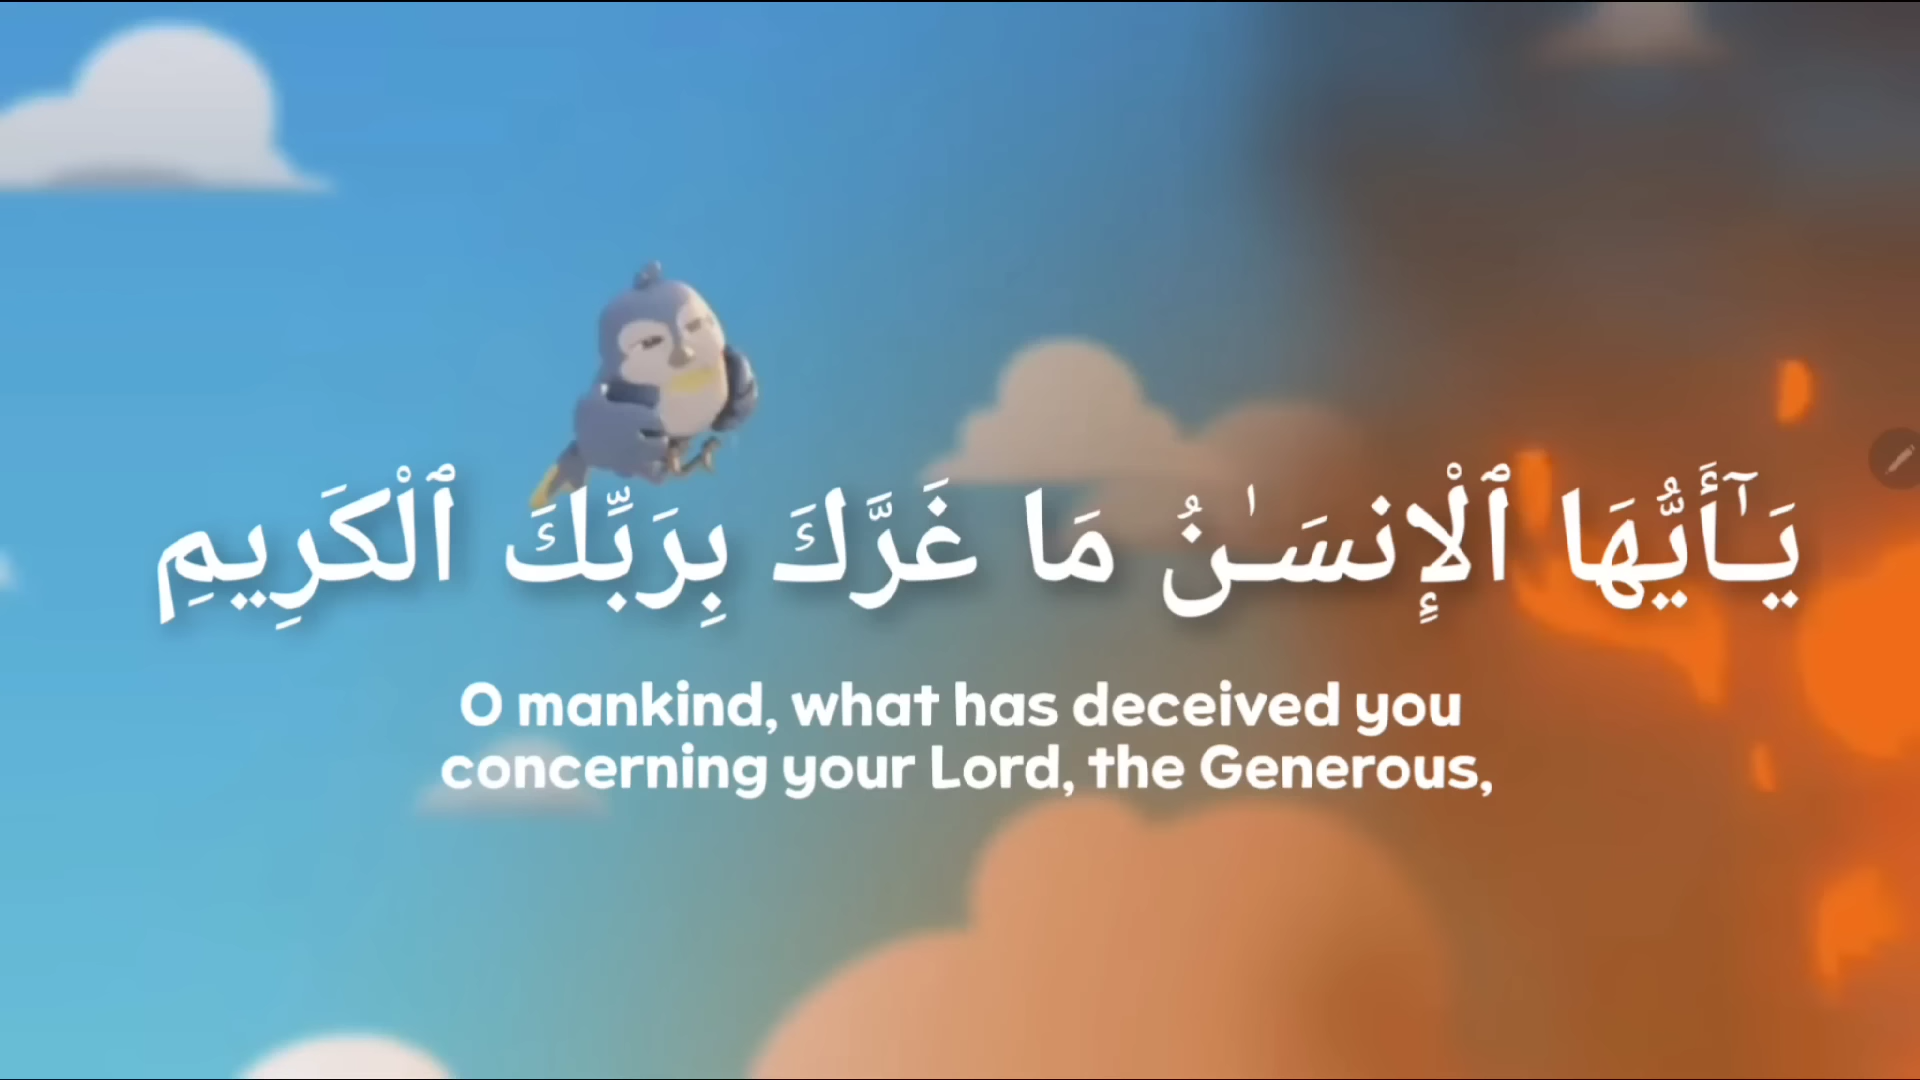 يَـٰٓأَيُّهَا ٱلْإِنسَـٰنُ مَا غَرَّكَ بِرَبِّكَ ٱلْكَرِيمِ
O mankind, what has deceived you
concerning your Lord, the Generous,